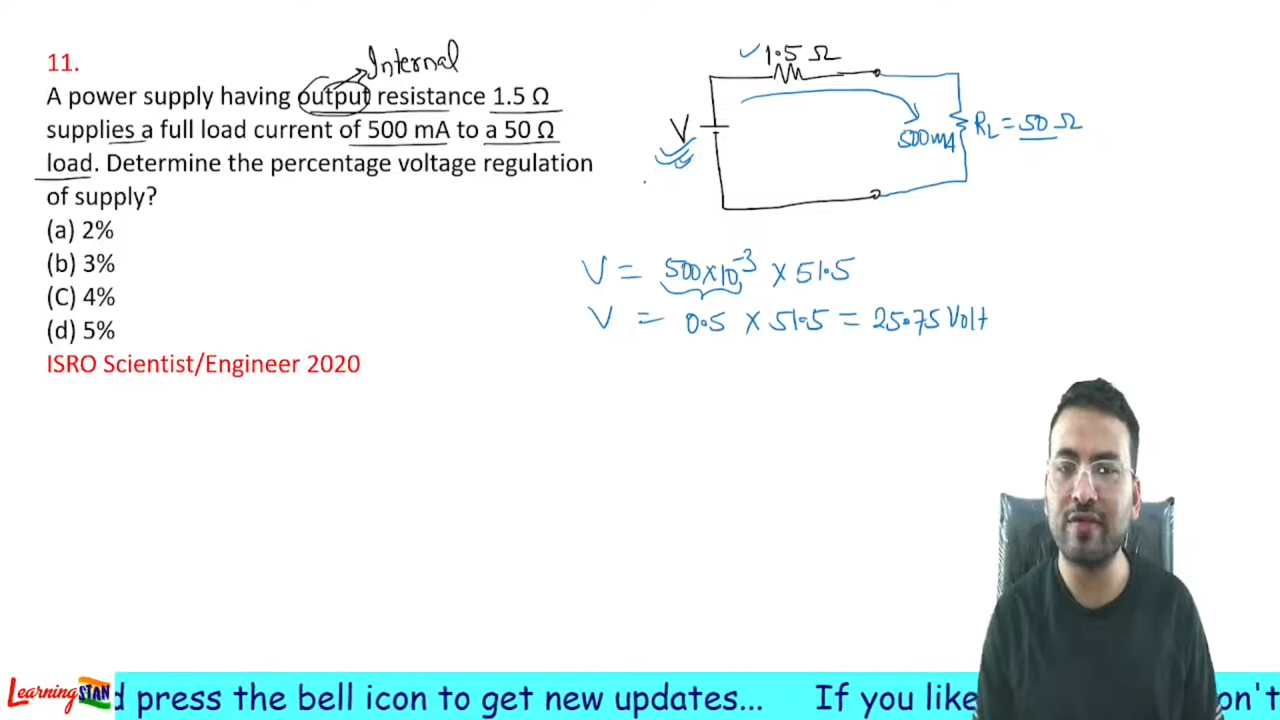 11.
Internal
A power supply having output resistance 1.5 Ω
supplies a full load current of 500 mA to a 50 Ω
load. Determine the percentage voltage regulation
of supply?
(a) 2%
(b) 3%
(C) 4%
(d) 5%
ISRO Scientist/Engineer 2020
1.5 Ω
V
500mA
RL = 50 Ω
V = 500×10-3 × 51.5
V = 0.5 × 51.5 = 25.75 Volt
LearningSTAN
d press the bell icon to get new updates... If you like on't